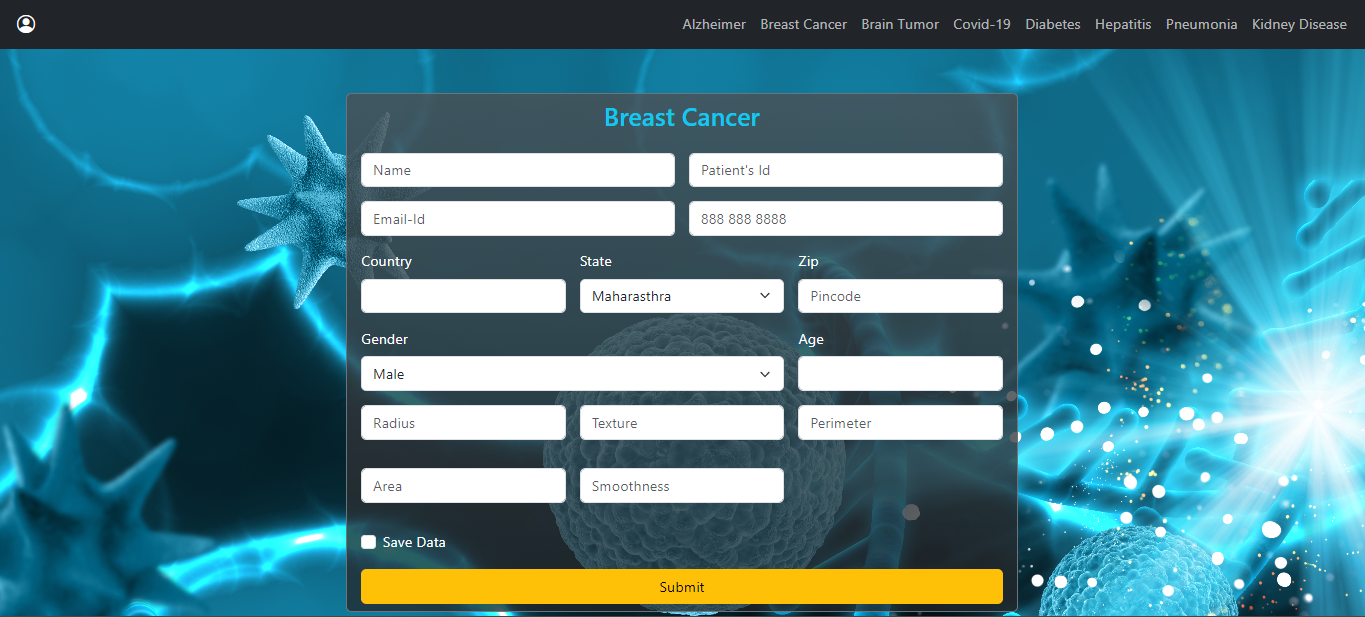 Alzheimer Breast Cancer Brain Tumor Covid-19 Diabetes Hepatitis Pneumonia Kidney Disease
Breast Cancer
Name Patient's Id
Email-Id 888 888 8888
Country State Zip
Maharasthra Pincode
Gender Age
Male
Radius Texture Perimeter
Area Smoothness
Save Data
Submit